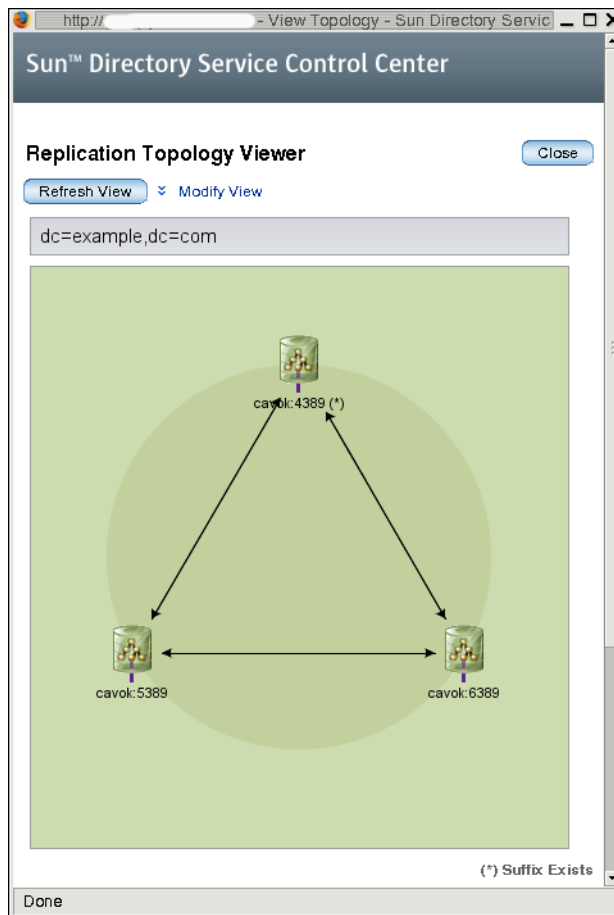 http:// - View Topology - Sun Directory Servic
Sun™ Directory Service Control Center
Replication Topology Viewer
Close
Refresh View
Modify View
dc=example,dc=com
cavok:4389 (*)
cavok:5389
cavok:6389
(*) Suffix Exists
Done